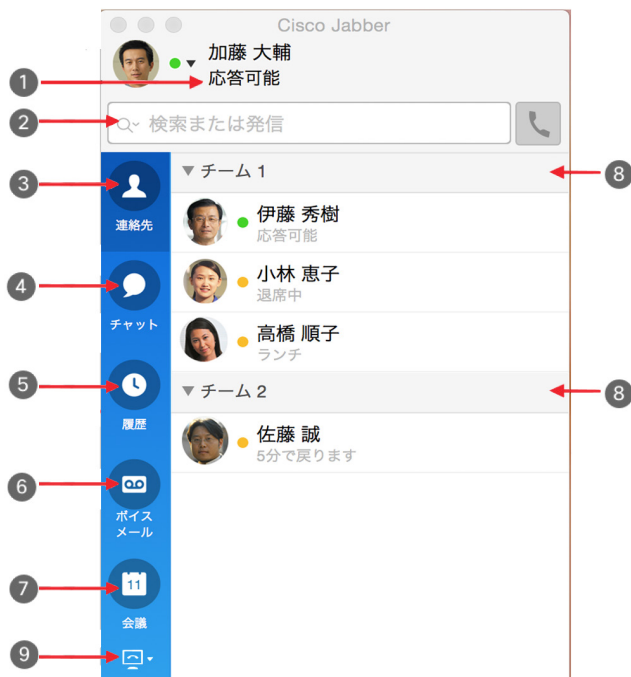 Cisco Jabber
加藤 大輔
1
応答可能
2
検索または発信
3
連絡先
チーム 1
8
伊藤 秀樹
応答可能
4
チャット
小林 恵子
退席中
高橋 順子
ランチ
5
履歴
チーム 2
8
佐藤 誠
5分で戻ります
6
ボイス
メール
7
11
会議
9